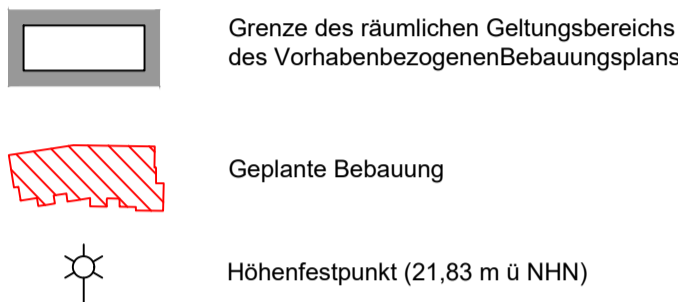 Grenze des räumlichen Geltungsbereichs
des VorhabenbezogenenBebauungsplans
Geplante Bebauung
Höhenfestpunkt (21,83 m ü NHN)